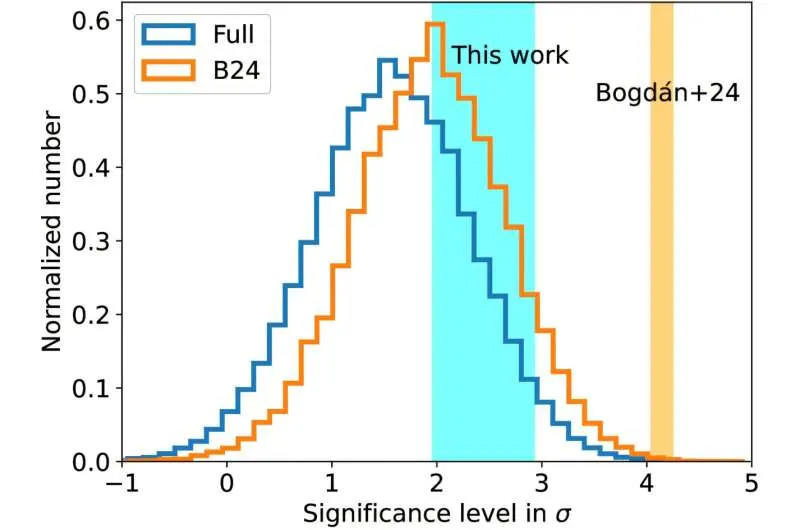 Full
B24
This work
Bogdán+24
Normalized number
0.6
0.5
0.4
0.3
0.2
0.1
0.0
−1
0
1
2
3
4
5
Significance level in σ